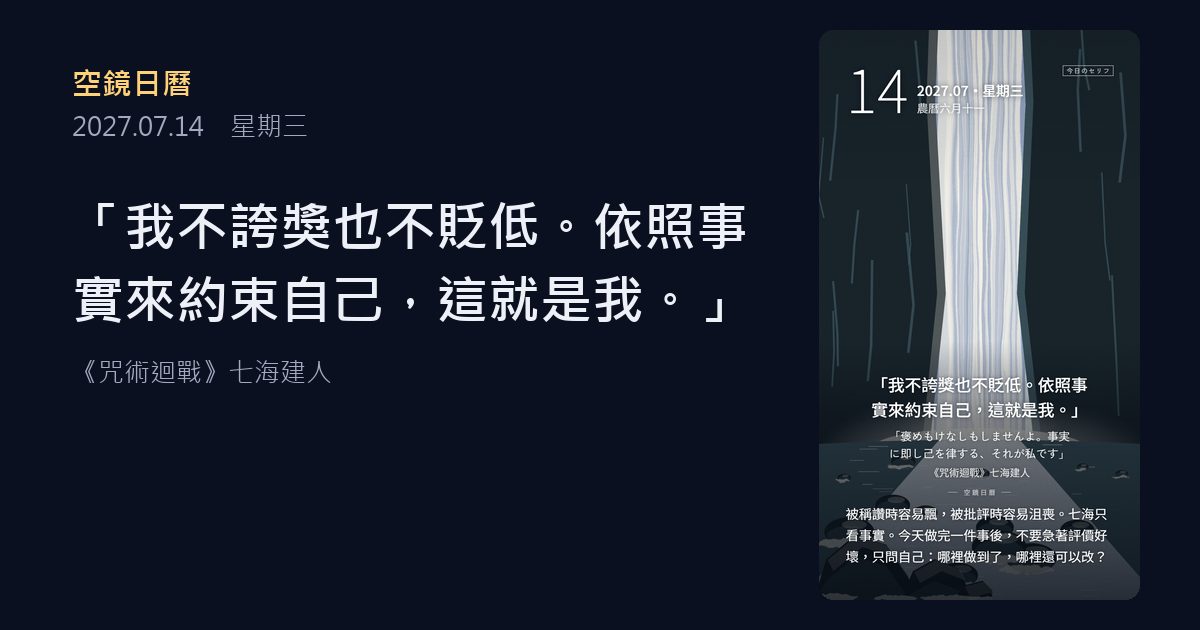 空鏡日曆
2027.07.14 星期三
「我不誇獎也不貶低。依照事
實來約束自己，這就是我。」
《咒術迴戰》七海建人
14
2027.07・星期三
農曆六月十一
今日のセリフ
「我不誇獎也不貶低。依照事
實來約束自己，這就是我。」
「褒めもけなしもしませんよ。事実
に即し己を律する、それが私です」
《咒術迴戰》七海建人
— 空鏡日曆 —
被稱讚時容易飄，被批評時容易沮喪。七海只
看事實。今天做完一件事後，不要急著評價好
壞，只問自己：哪裡做到了，哪裡還可以改？